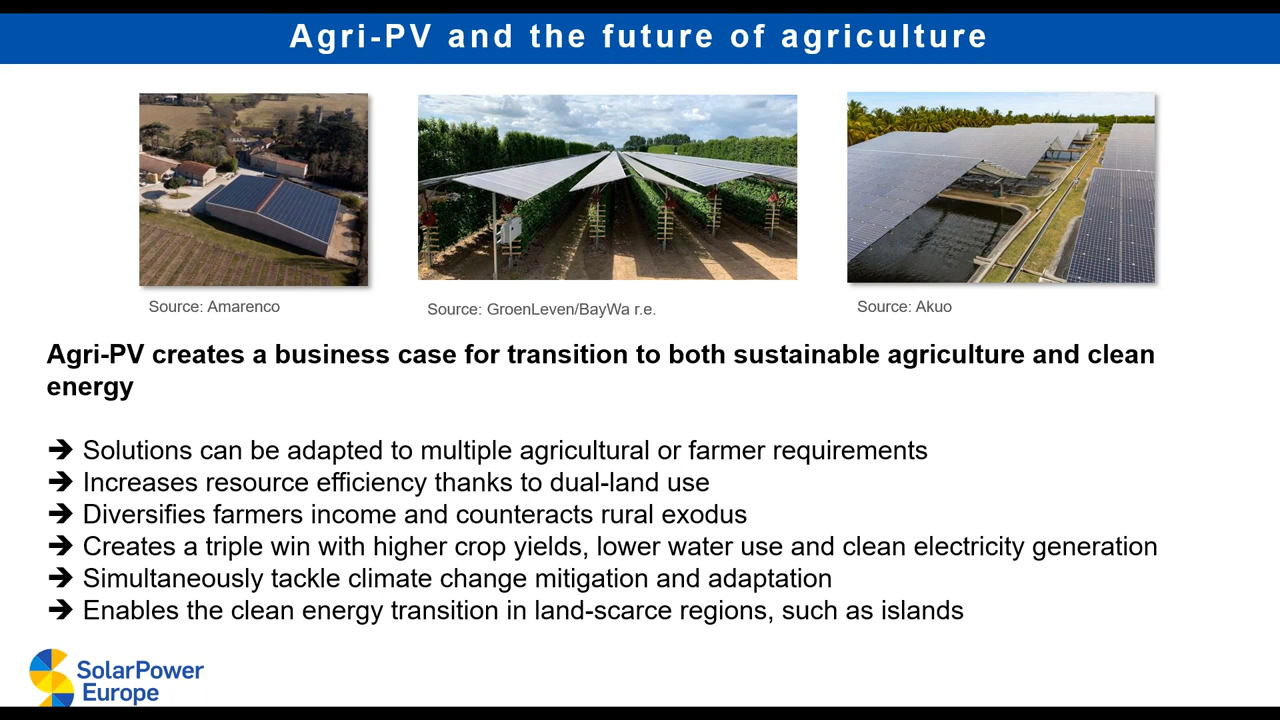 Agri-PV and the future of agriculture
Source: Amarenco
Source: GroenLeven/BayWa r.e.
Source: Akuo
Agri-PV creates a business case for transition to both sustainable agriculture and clean
energy
➔ Solutions can be adapted to multiple agricultural or farmer requirements
➔ Increases resource efficiency thanks to dual-land use
➔ Diversifies farmers income and counteracts rural exodus
➔ Creates a triple win with higher crop yields, lower water use and clean electricity generation
➔ Simultaneously tackle climate change mitigation and adaptation
➔ Enables the clean energy transition in land-scarce regions, such as islands
SolarPower
Europe